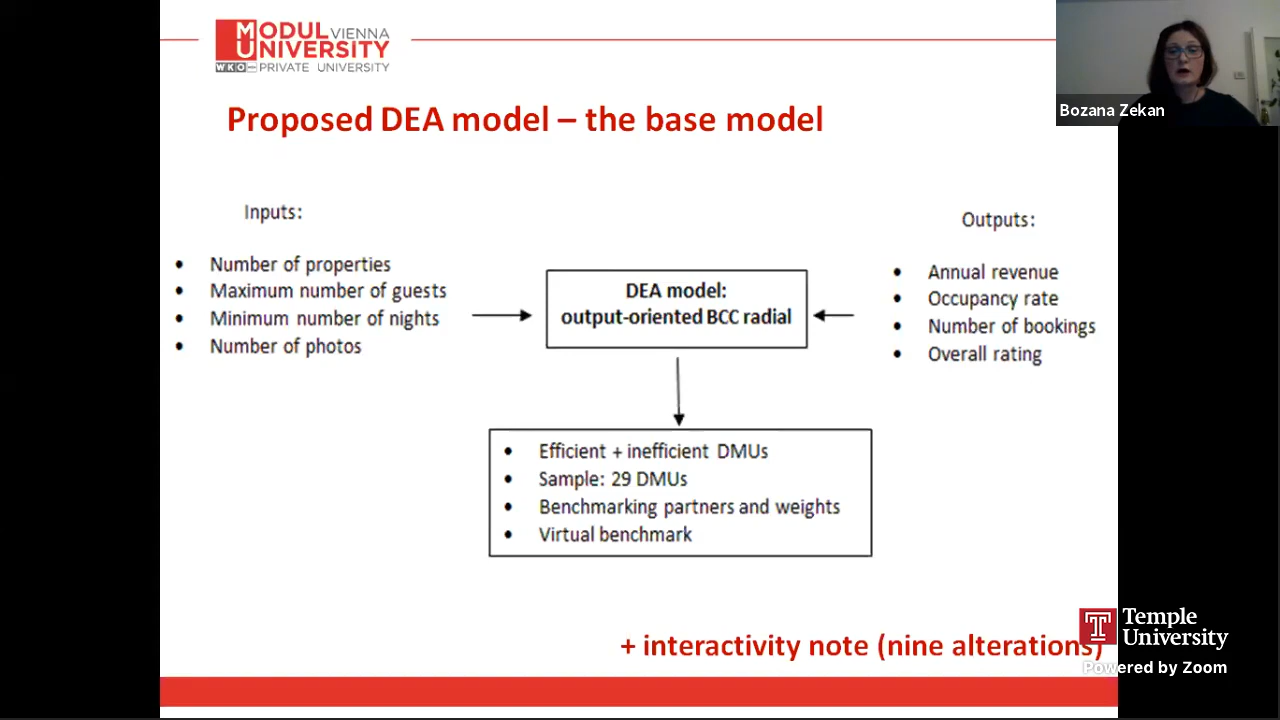 MODUL VIENNA
UNIVERSITY
WKO PRIVATE UNIVERSITY
Bozana Zekan
Proposed DEA model – the base model
Inputs:
• Number of properties
• Maximum number of guests
• Minimum number of nights
• Number of photos
DEA model:
output-oriented BCC radial
Outputs:
• Annual revenue
• Occupancy rate
• Number of bookings
• Overall rating
• Efficient + inefficient DMUs
• Sample: 29 DMUs
• Benchmarking partners and weights
• Virtual benchmark
+ interactivity note (nine alterations)
Temple
University
Powered by Zoom